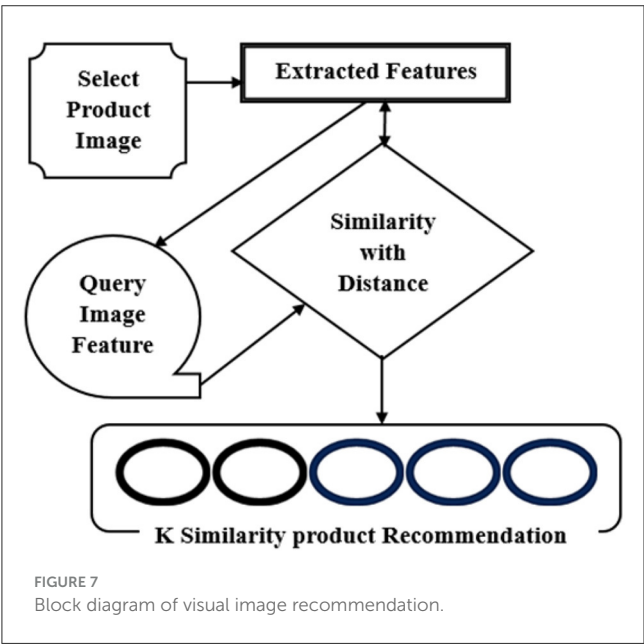 Select
Product
Image
Extracted Features
Similarity
with
Distance
Query
Image
Feature
K Similarity product Recommendation
FIGURE 7
Block diagram of visual image recommendation.